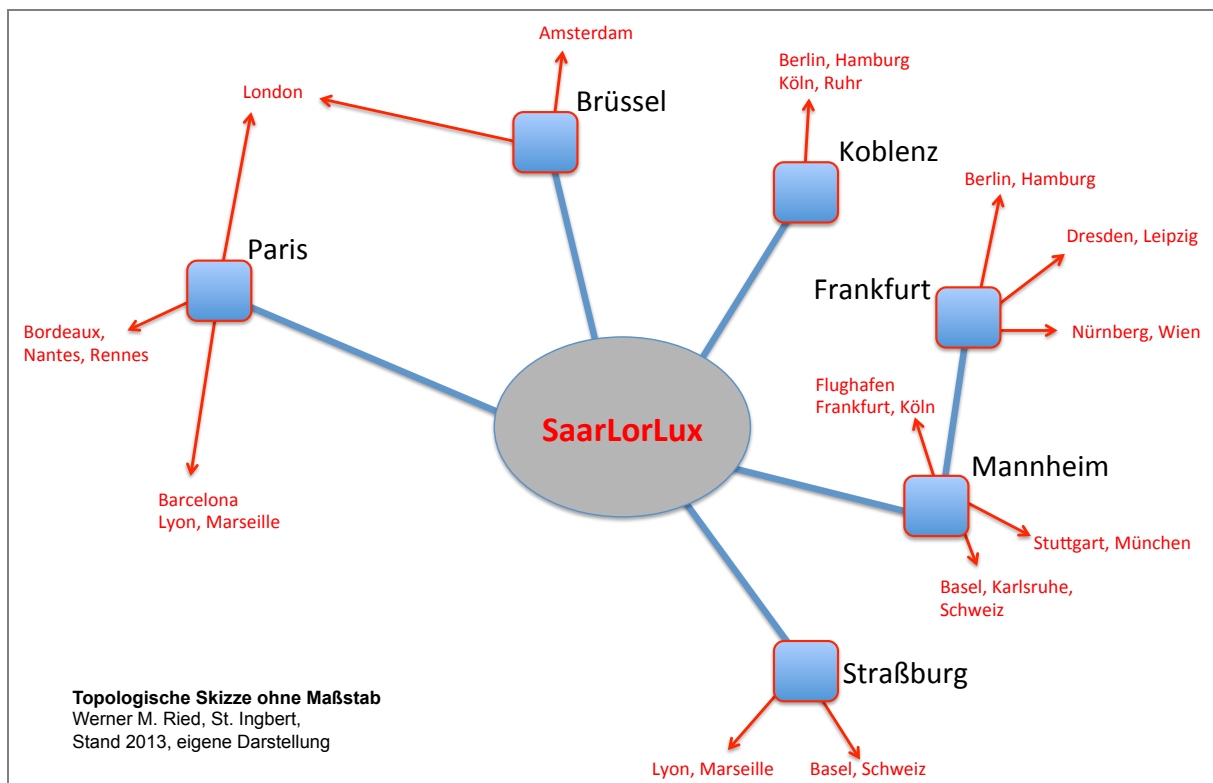 Amsterdam
London
Brüssel
Berlin, Hamburg
Köln, Ruhr
Koblenz
Berlin, Hamburg
Dresden, Leipzig
Paris
Frankfurt
Bordeaux,
Nantes, Rennes
Nürnberg, Wien
Flughafen
Frankfurt, Köln
SaarLorLux
Mannheim
Barcelona
Lyon, Marseille
Stuttgart, München
Basel, Karlsruhe,
Schweiz
Straßburg
Topologische Skizze ohne Maßstab
Werner M. Ried, St. Ingbert,
Stand 2013, eigene Darstellung
Lyon, Marseille
Basel, Schweiz